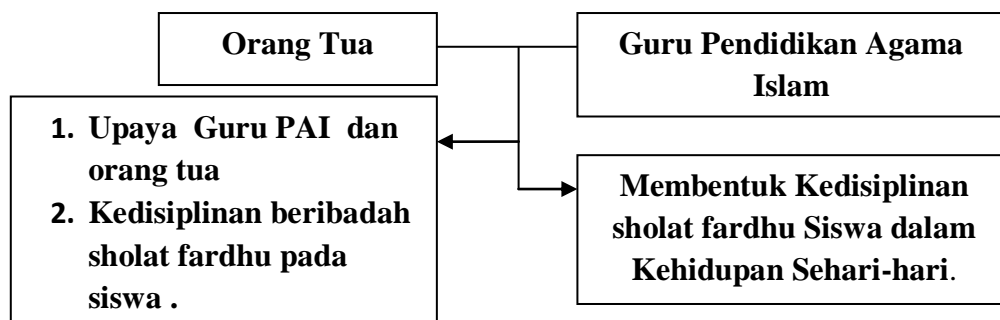 Orang Tua
Guru Pendidikan Agama
Islam
1. Upaya Guru PAI dan
orang tua
2. Kedisiplinan beribadah
sholat fardhu pada
siswa .
Membentuk Kedisiplinan
sholat fardhu Siswa dalam
Kehidupan Sehari-hari.